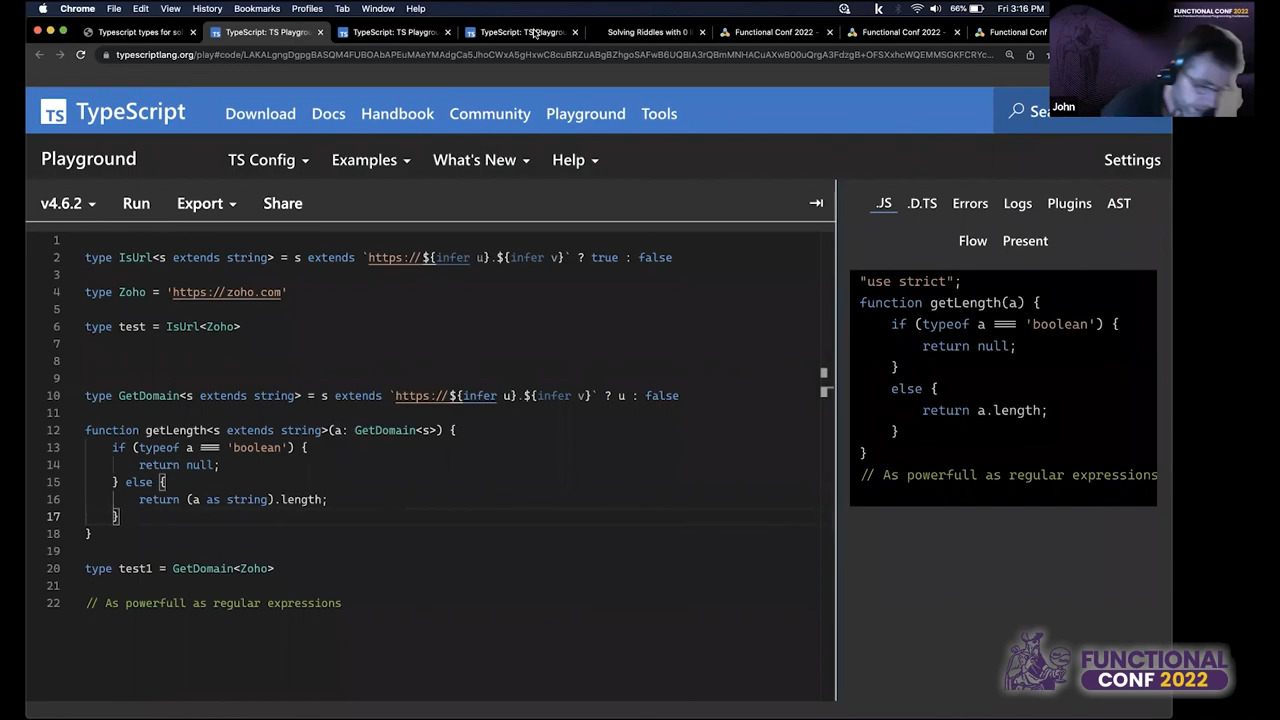 Chrome File Edit View History Bookmarks Profiles Tab Window Help
66% Fri 3:16 PM
Typescript types for sol
TypeScript: TS Playgrou
TypeScript: TS Playgrou
TypeScript: TS Playgrou
Solving Riddles with 0 l
Functional Conf 2022 -
Functional Conf 2022 -
Functional Conf
FUNCTIONAL
CONF 2022
John
TS TypeScript Download Docs Handbook Community Playground Tools Sea
Playground TS Config Examples What's New Help Settings
v4.6.2 Run Export Share
.JS .D.TS Errors Logs Plugins AST
Flow Present
1
2 type IsUrl<s extends string> = s extends `https://${infer u}.${infer v}` ? true : false
3
4 type Zoho = 'https://zoho.com'
5
6 type test = IsUrl<Zoho>
7
8
9
10 type GetDomain<s extends string> = s extends `https://${infer u}.${infer v}` ? u : false
11
12 function getLength<s extends string>(a: GetDomain<s>) {
13 if (typeof a === 'boolean') {
14 return null;
15 } else {
16 return (a as string).length;
17 }
18 }
19
20 type test1 = GetDomain<Zoho>
21
22 // As powerfull as regular expressions
"use strict";
function getLength(a) {
if (typeof a === 'boolean') {
return null;
}
else {
return a.length;
}
}
// As powerfull as regular expressions
FUNCTIONAL
CONF 2022